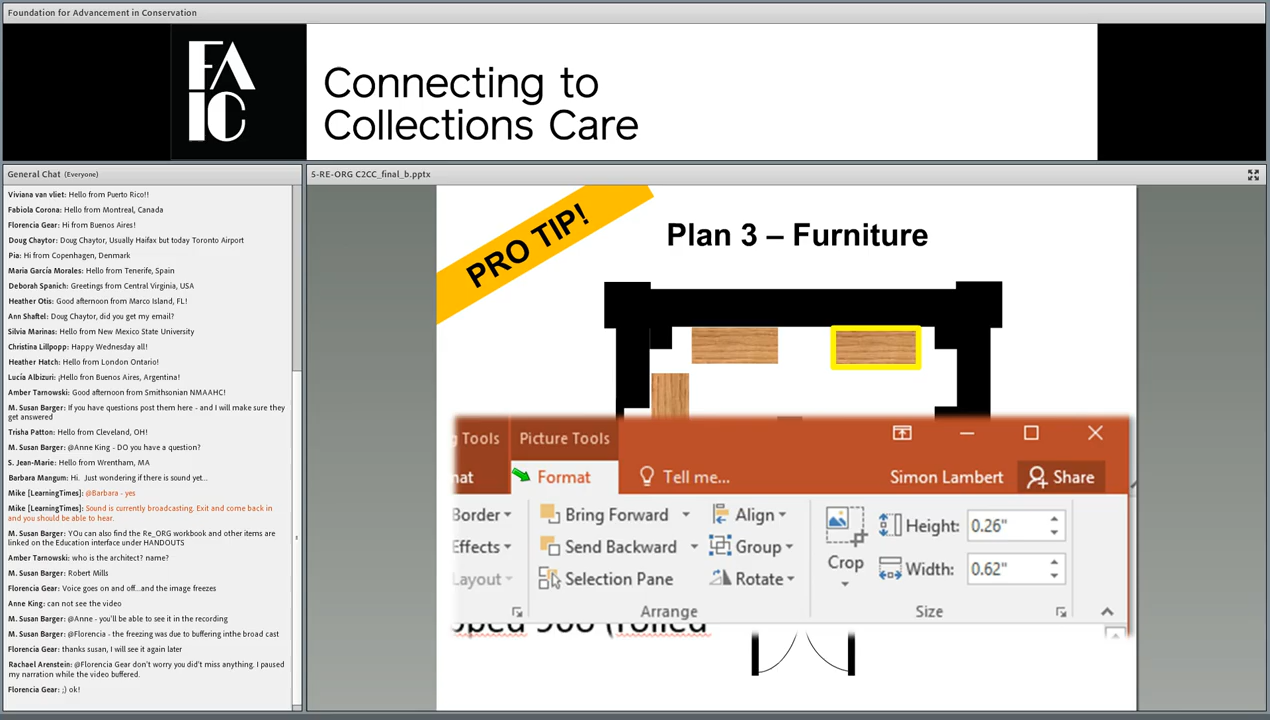 Foundation for Advancement in Conservation
FA
IC
Connecting to
Collections Care
General Chat (Everyone)
Viviana van vliet: Hello from Puerto Rico!!
Fabiola Corona: Hello from Montreal, Canada
Florencia Gear: Hi from Buenos Aires!
Doug Chaytor: Doug Chaytor, Usually Haifax but today Toronto Airport
Pia: Hi from Copenhagen, Denmark
Maria García Morales: Hello from Tenerife, Spain
Deborah Spanich: Greetings from Central Virginia, USA
Heather Otis: Good afternoon from Marco Island, FL!
Ann Shaftel: Doug Chaytor, did you get my email?
Silvia Marinas: Hello from New Mexico State University
Christina Lillpopp: Happy Wednesday all!
Heather Hatch: Hello from London Ontario!
Lucía Albizuri: ¡Hello fron Buenos Aires, Argentina!
Amber Tarnowski: Good afternoon from Smithsonian NMAAHC!
M. Susan Barger: If you have questions post them here - and I will make sure they
get answered
Trisha Patton: Hello from Cleveland, OH!
M. Susan Barger: @Anne King - DO you have a question?
S. Jean-Marie: Hello from Wrentham, MA
Barbara Mangum: Hi. Just wondering if there is sound yet...
Mike [LearningTimes]: @Barbara - yes
Mike [LearningTimes]: Sound is currently broadcasting. Exit and come back in
and you should be able to hear.
M. Susan Barger: YOu can also find the Re_ORG workbook and other items are
linked on the Education interface under HANDOUTS
Amber Tarnowski: who is the architect? name?
M. Susan Barger: Robert Mills
Florencia Gear: Voice goes on and off...and the image freezes
Anne King: can not see the video
M. Susan Barger: @Anne - you'll be able to see it in the recording
M. Susan Barger: @Florencia - the freezing was due to buffering inthe broad cast
Florencia Gear: thanks susan, I will see it again later
Rachael Arenstein: @Florencia Gear don't worry you did't miss anything. I paused
my narration while the video buffered.
Florencia Gear: ;) ok!
5-RE-ORG C2CC_final_b.pptx
PRO TIP!
Plan 3 – Furniture
g Tools Picture Tools
mat Format Tell me... Simon Lambert Share
Border Bring Forward Align Height: 0.26"
Effects Send Backward Group Crop Width: 0.62"
Layout Selection Pane Rotate
Arrange Size